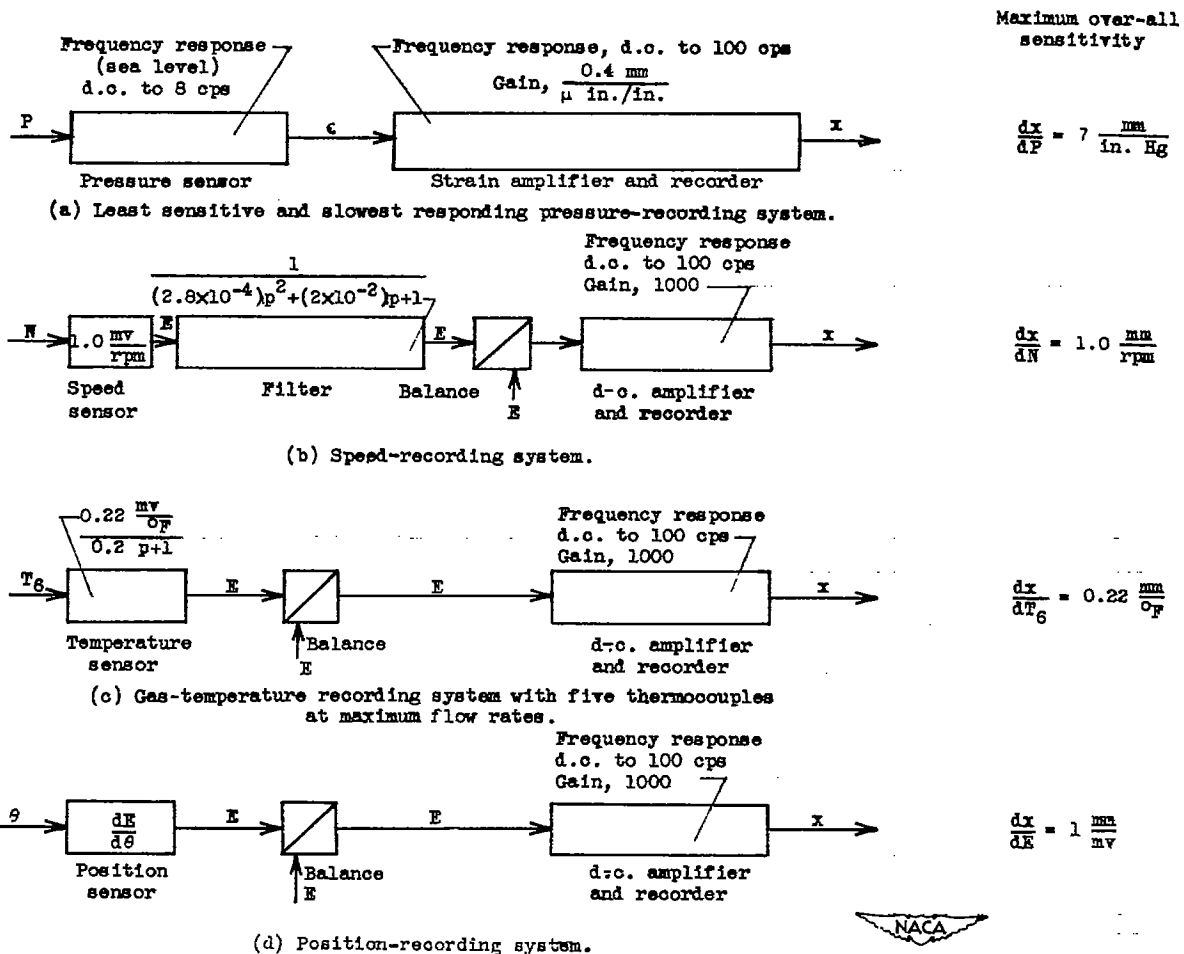 Maximum over-all
sensitivity
Frequency response
(sea level)
d.c. to 8 cps
Frequency response, d.c. to 100 cps
Gain, 0.4 mm / μ in./in.
P
ϵ
x
dx/dP = 7 mm/in. Hg
Pressure sensor
Strain amplifier and recorder
(a) Least sensitive and slowest responding pressure-recording system.
Frequency response
d.c. to 100 cps
Gain, 1000
1 / (2.8×10⁻⁴)p²+(2×10⁻²)p+1
N
1.0 mv/rpm
E
E
x
dx/dN = 1.0 mm/rpm
Speed
sensor
Filter
Balance
E
d-c. amplifier
and recorder
(b) Speed-recording system.
0.22 mv/°F / 0.2 p+1
Frequency response
d.c. to 100 cps
Gain, 1000
T6
E
E
x
dx/dT6 = 0.22 mm/°F
Temperature
sensor
Balance
E
d-c. amplifier
and recorder
(c) Gas-temperature recording system with five thermocouples
at maximum flow rates.
Frequency response
d.c. to 100 cps
Gain, 1000
θ
dE/dθ
E
E
x
dx/dE = 1 mm/mv
Position
sensor
Balance
E
d-c. amplifier
and recorder
NACA
(d) Position-recording system.